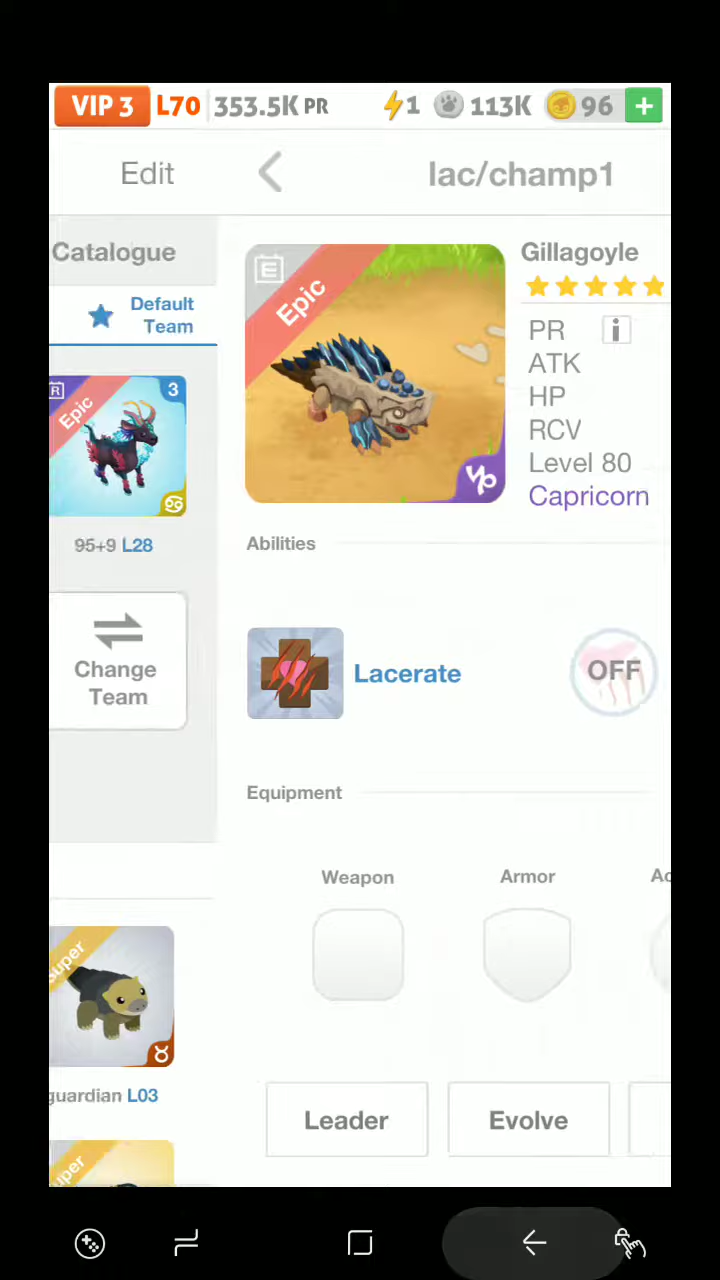 VIP 3 L70 353.5K PR 1 113K 96 +
Edit lac/champ1
Catalogue
Default
Team
R
Epic
3
95+9 L28
Change
Team
Super
guardian L03
Super
E
Epic
Gillagoyle
PR i
ATK
HP
RCV
Level 80
Capricorn
Abilities
Lacerate OFF
Equipment
Weapon Armor Ac
Leader Evolve